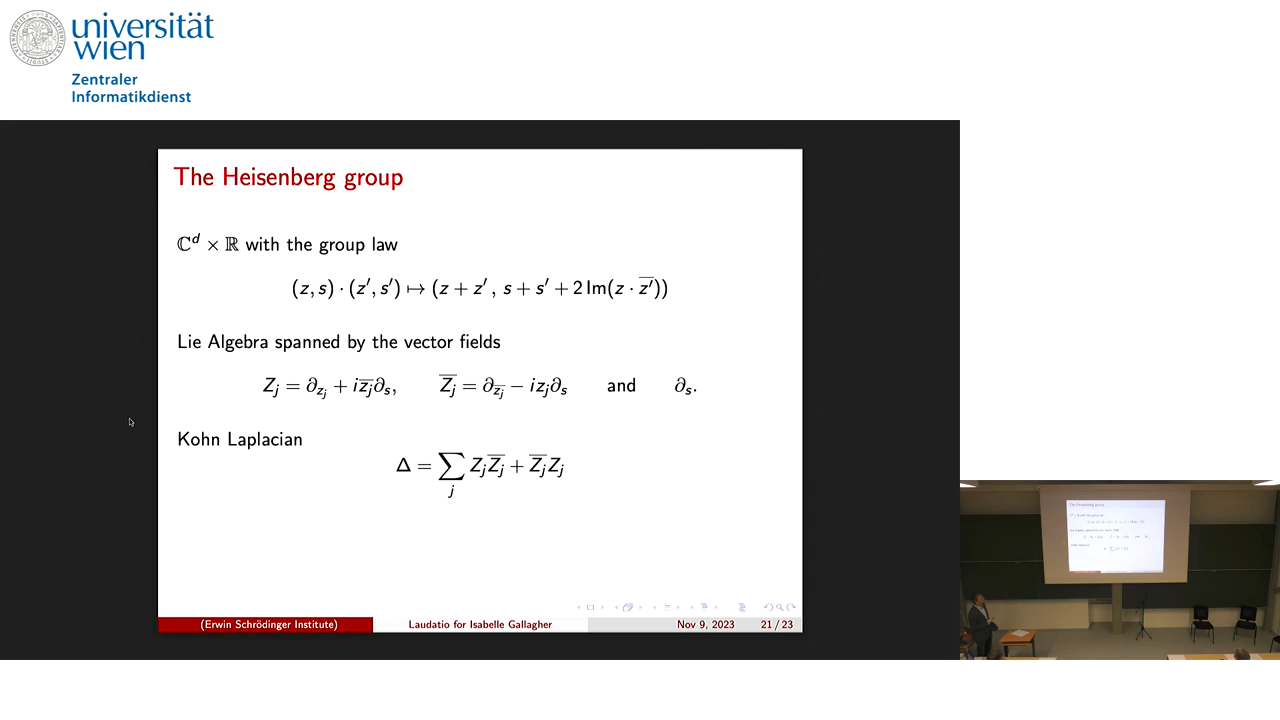 universität
wien
Zentraler
Informatikdienst
The Heisenberg group
ℂᵈ × ℝ with the group law
(z, s) · (z′, s′) ↦ (z + z′ , s + s′ + 2 Im(z · z̅′))
Lie Algebra spanned by the vector fields
Z_j = ∂_{z_j} + i\overline{z_j}∂_s, \overline{Z_j} = ∂_{\overline{z_j}} − iz_j∂_s and ∂_s.
Kohn Laplacian
Δ = ∑_j Z_j\overline{Z_j} + \overline{Z_j}Z_j
(Erwin Schrödinger Institute) Laudatio for Isabelle Gallagher Nov 9, 2023 21 / 23